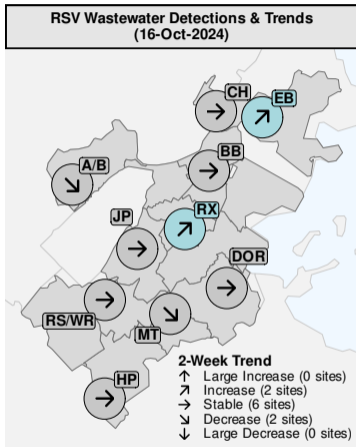 RSV Wastewater Detections & Trends
(16-Oct-2024)
CH
EB
BB
A/B
RX
JP
DOR
RS/WR
MT
HP
2-Week Trend
↑ Large Increase (0 sites)
↗ Increase (2 sites)
→ Stable (6 sites)
↘ Decrease (2 sites)
↓ Large Decrease (0 sites)